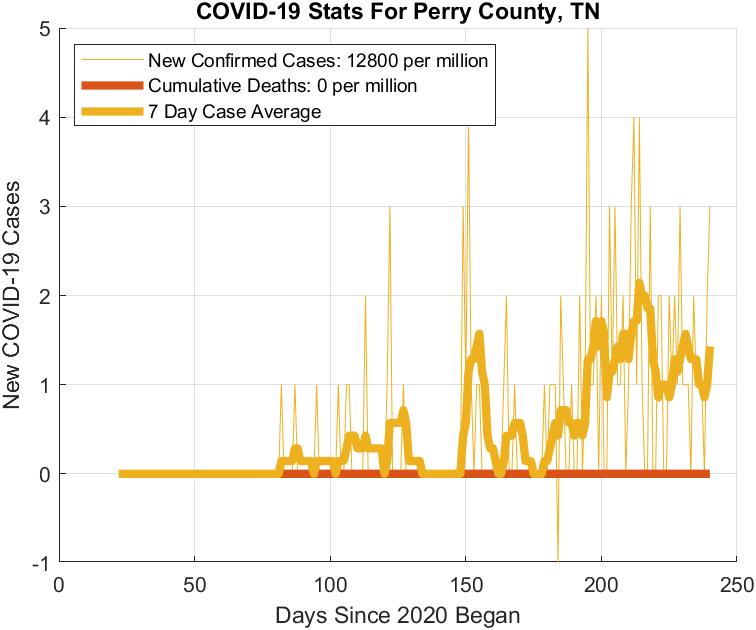 COVID-19 Stats For Perry County, TN
New Confirmed Cases: 12800 per million
Cumulative Deaths: 0 per million
7 Day Case Average
New COVID-19 Cases
5
4
3
2
1
0
-1
0 50 100 150 200 250
Days Since 2020 Began